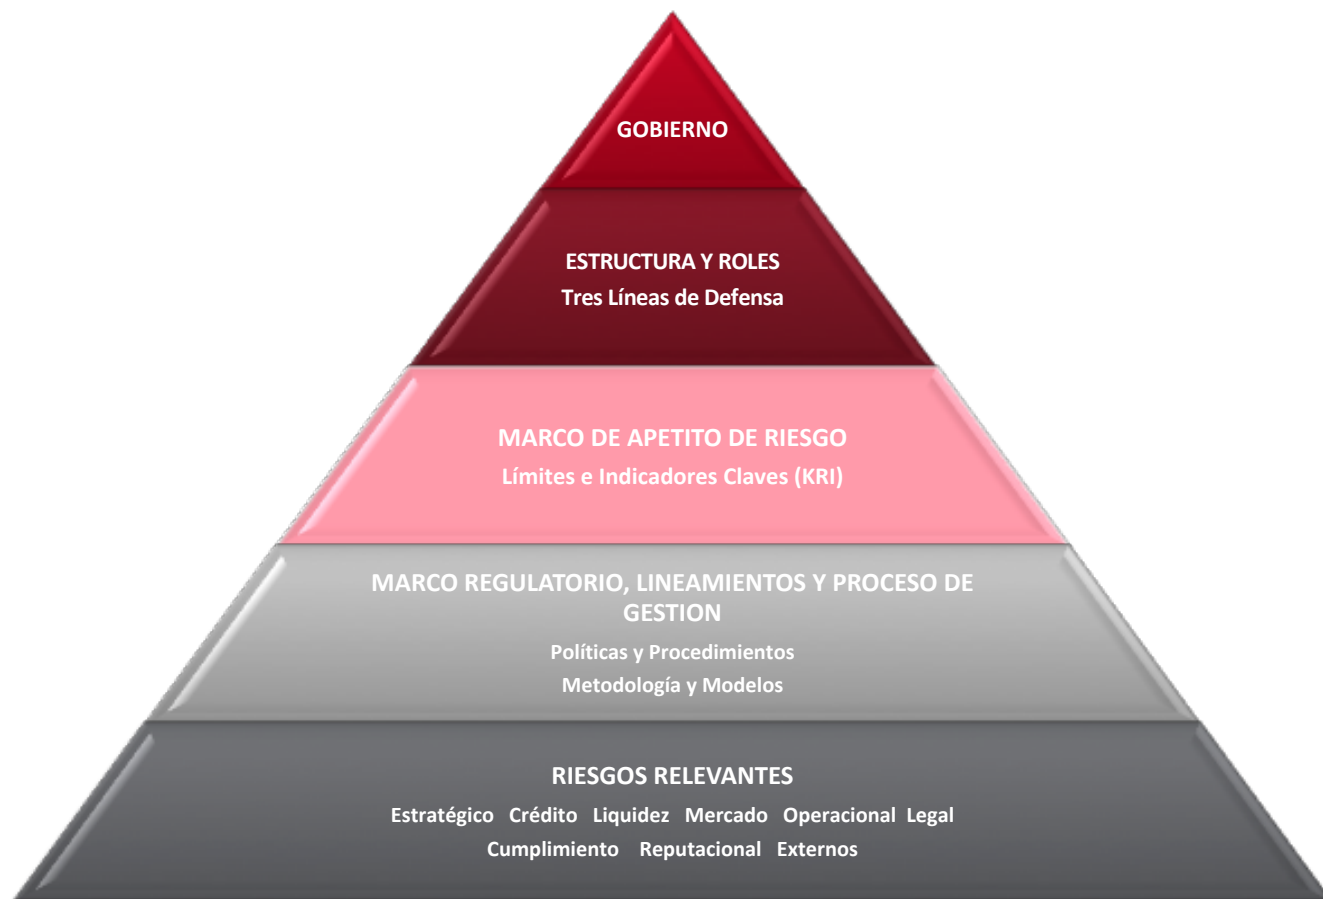 GOBIERNO
ESTRUCTURA Y ROLES
Tres Líneas de Defensa
MARCO DE APETITO DE RIESGO
Límites e Indicadores Claves (KRI)
MARCO REGULATORIO, LINEAMIENTOS Y PROCESO DE
GESTION
Políticas y Procedimientos
Metodología y Modelos
RIESGOS RELEVANTES
Estratégico Crédito Liquidez Mercado Operacional Legal
Cumplimiento Reputacional Externos